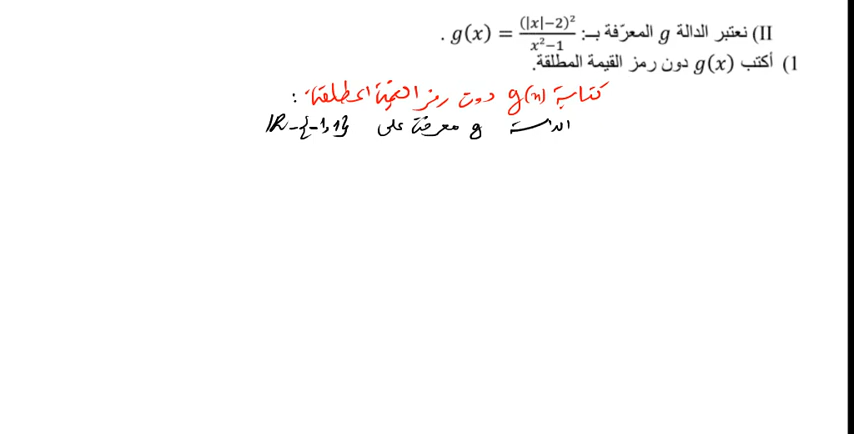 II) نعتبر الدالة g المعرّفة بـ: g(x) = (|x|−2)² / x²−1 .
1) أكتب g(x) دون رمز القيمة المطلقة.
كتابة g(x) دون رمز القيمة المطلقة :
الدالة g معرفة على ℝ-{-1,1}